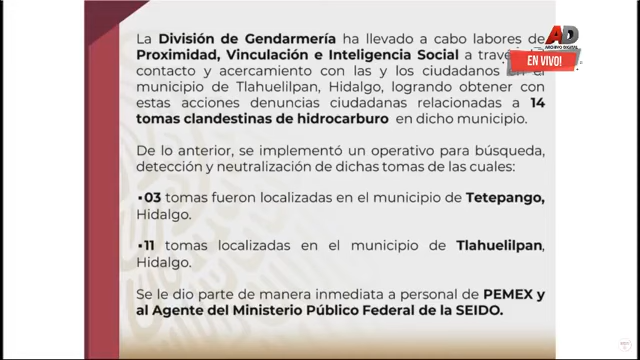 La División de Gendarmería ha llevado a cabo labores de
Proximidad, Vinculación e Inteligencia Social a través
contacto y acercamiento con las y los ciudadanos en el
municipio de Tlahuelilpan, Hidalgo, logrando obtener con
estas acciones denuncias ciudadanas relacionadas a 14
tomas clandestinas de hidrocarburo en dicho municipio.
De lo anterior, se implementó un operativo para búsqueda,
detección y neutralización de dichas tomas de las cuales:
▪03 tomas fueron localizadas en el municipio de Tetepango,
Hidalgo.
▪11 tomas localizadas en el municipio de Tlahuelilpan,
Hidalgo.
Se le dio parte de manera inmediata a personal de PEMEX y
al Agente del Ministerio Público Federal de la SEIDO.
AD
ARCHIVO DIGITAL
EN VIVO!